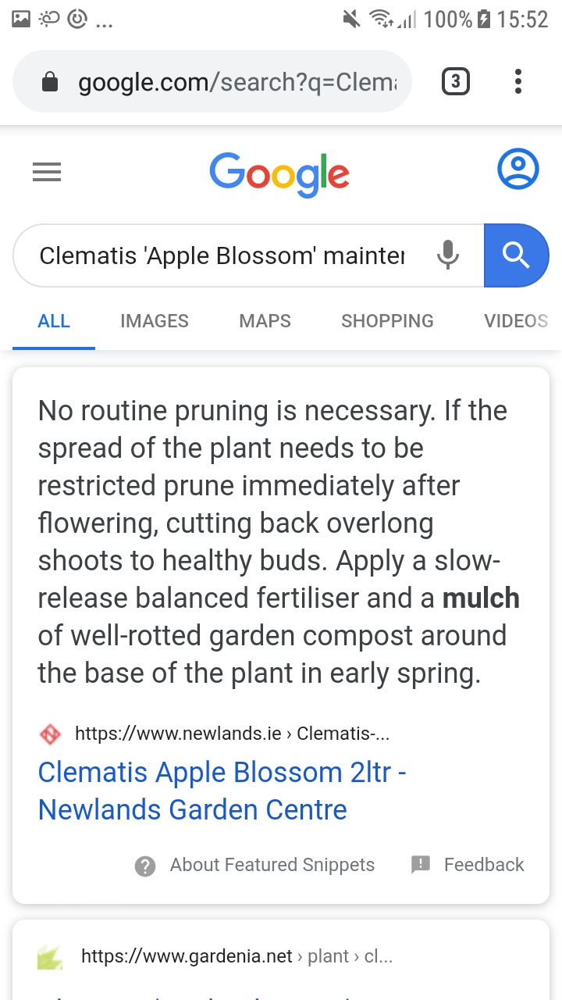 ... 100% 15:52
google.com/search?q=Clem
3
Google
Clematis 'Apple Blossom' mainte
ALL IMAGES MAPS SHOPPING VIDEOS
No routine pruning is necessary. If the
spread of the plant needs to be
restricted prune immediately after
flowering, cutting back overlong
shoots to healthy buds. Apply a slow-
release balanced fertiliser and a mulch
of well-rotted garden compost around
the base of the plant in early spring.
https://www.newlands.ie › Clematis-...
Clematis Apple Blossom 2ltr -
Newlands Garden Centre
? About Featured Snippets ! Feedback
https://www.gardenia.net › plant › cl...